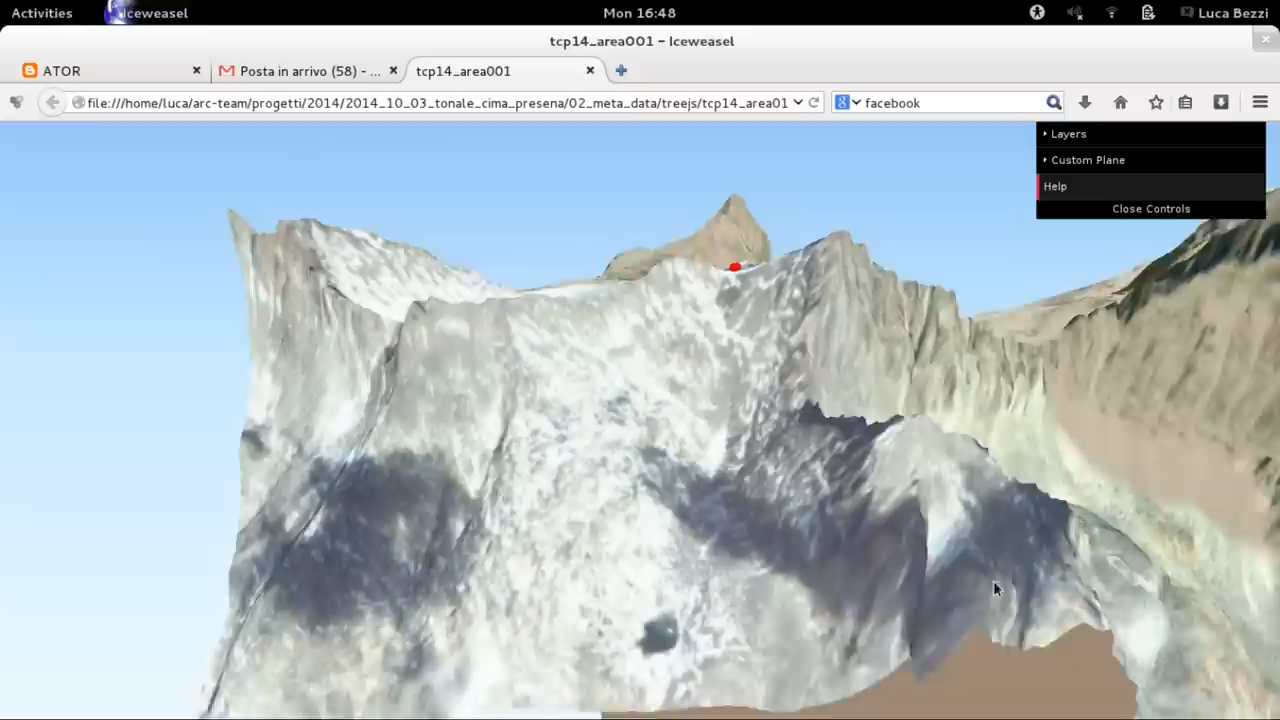 Activities Iceweasel Mon 16:48 Luca Bezzi
tcp14_area001 – Iceweasel
ATOR Posta in arrivo (58) - ... tcp14_area001
file:///home/luca/arc-team/progetti/2014/2014_10_03_tonale_cima_presena/02_meta_data/treejs/tcp14_area01 facebook
Layers
Custom Plane
Help
Close Controls